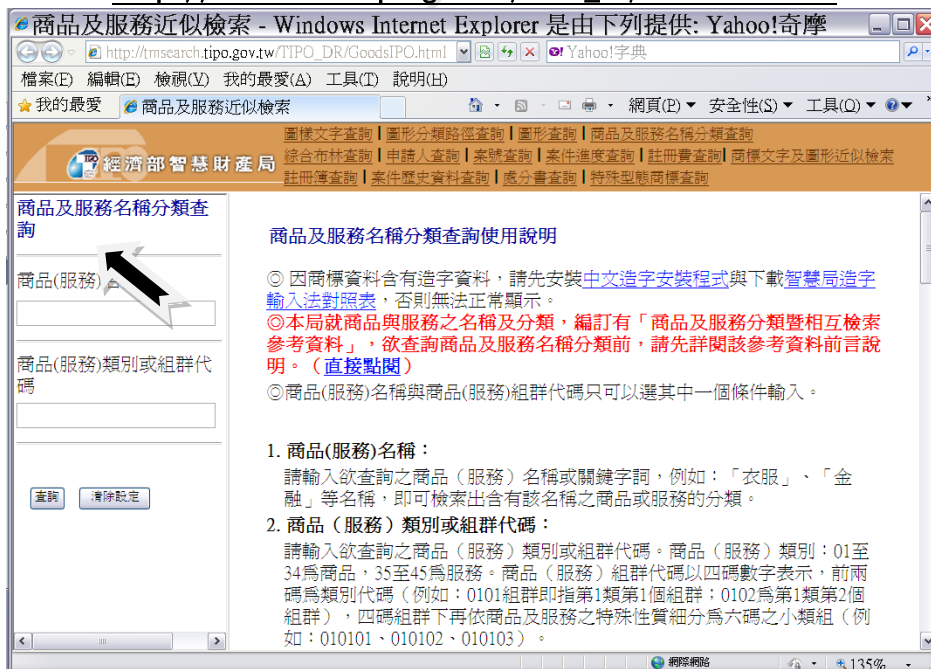 商品及服務近似檢索 - Windows Internet Explorer 是由下列提供: Yahoo!奇摩
http://tmsearch.tipo.gov.tw/TIPO_DR/GoodsIPO.html
Yahoo!字典
檔案(F) 編輯(E) 檢視(V) 我的最愛(A) 工具(T) 說明(H)
我的最愛 商品及服務近似檢索 網頁(P) 安全性(S) 工具(O)
圖樣文字查詢 | 圖形分類路徑查詢 | 圖形查詢 | 商品及服務名稱分類查詢
經濟部智慧財產局
綜合布林查詢 | 申請人查詢 | 案號查詢 | 案件進度查詢 | 註冊費查詢 | 商標文字及圖形近似檢索
註冊簿查詢 | 案件歷史資料查詢 | 處分書查詢 | 特殊型態商標查詢
商品及服務名稱分類查
詢
商品(服務)
商品(服務)類別或組群代
碼
查詢 清除設定
商品及服務名稱分類查詢使用說明
◎ 因商標資料含有造字資料，請先安裝中文造字安裝程式與下載智慧局造字
輸入法對照表，否則無法正常顯示。
◎本局就商品與服務之名稱及分類，編訂有「商品及服務分類暨相互檢索
參考資料」，欲查詢商品及服務名稱分類前，請先詳閱該參考資料前言說
明。（直接點閱）
◎商品(服務)名稱與商品(服務)組群代碼只可以選其中一個條件輸入。
1. 商品(服務)名稱：
請輸入欲查詢之商品（服務）名稱或關鍵字詞，例如：「衣服」、「金
融」等名稱，即可檢索出含有該名稱之商品或服務的分類。
2. 商品（服務）類別或組群代碼：
請輸入欲查詢之商品（服務）類別或組群代碼。商品（服務）類別：01至
34為商品，35至45為服務。商品（服務）組群代碼以四碼數字表示，前兩
碼為類別代碼（例如：0101組群即指第1類第1個組群；0102為第1類第2個
組群），四碼組群下再依商品及服務之特殊性質細分為六碼之小類組（例
如：010101、010102、010103）。
網際網路 135%